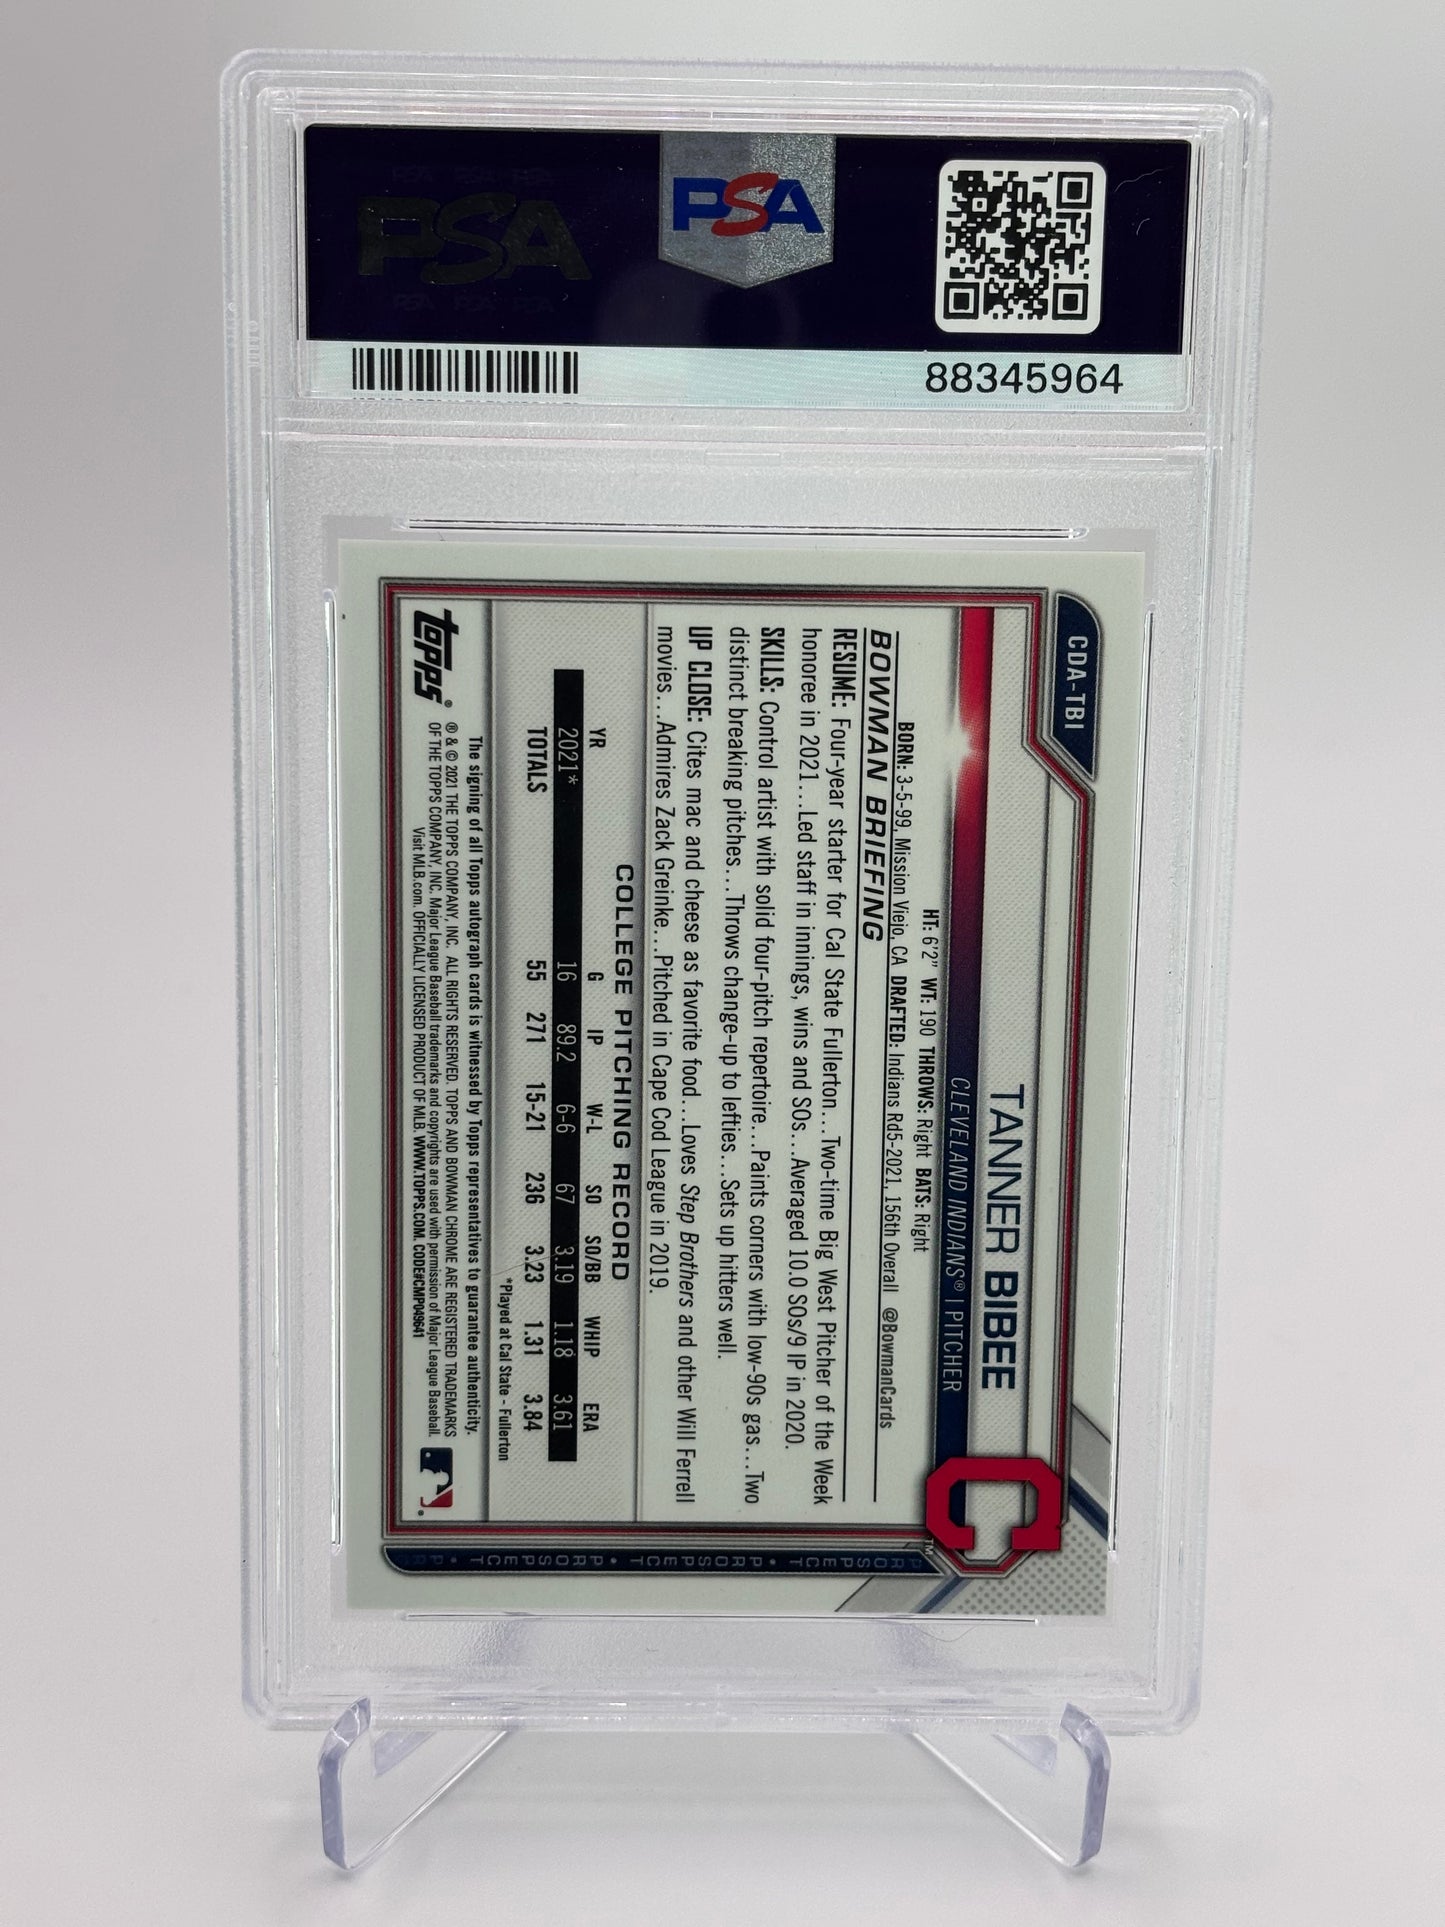 PSA
PSA
88345964
CDA-TBI
TANNER BIBEE
CLEVELAND INDIANS® | PITCHER
HT: 6'2" WT: 190 THROWS: Right BATS: Right
BORN: 3-5-99, Mission Viejo, CA DRAFTED: Indians Rd5-2021, 156th Overall @BowmanCards
BOWMAN BRIEFING
RESUME: Four-year starter for Cal State Fullerton...Two-time Big West Pitcher of the Week
honoree in 2021...Led staff in innings, wins and SOs...Averaged 10.0 SOs/9 IP in 2020.
SKILLS: Control artist with solid four-pitch repertoire...Paints corners with low-90s gas...Two
distinct breaking pitches...Throws change-up to lefties...Sets up hitters well.
UP CLOSE: Cites mac and cheese as favorite food...Loves Step Brothers and other Will Ferrell
movies...Admires Zack Greinke...Pitched in Cape Cod League in 2019.
COLLEGE PITCHING RECORD
YR G IP W-L SO SO/BB WHIP ERA
2021* 16 89.2 6-6 67 3.19 1.18 3.61
TOTALS 55 271 15-21 236 3.23 1.31 3.84
*Played at Cal State - Fullerton
The signing of all Topps autograph cards is witnessed by Topps representatives to guarantee authenticity.
topps®
® & © 2021 THE TOPPS COMPANY, INC. ALL RIGHTS RESERVED. TOPPS AND BOWMAN CHROME ARE REGISTERED TRADEMARKS
OF THE TOPPS COMPANY, INC. Major League Baseball trademarks and copyrights are used with permission of Major League Baseball.
Visit MLB.com. OFFICIALLY LICENSED PRODUCT OF MLB. WWW.TOPPS.COM. CODE#CMP049641
C™
PROSPECT • PROSPECT • PROSPECT • PR